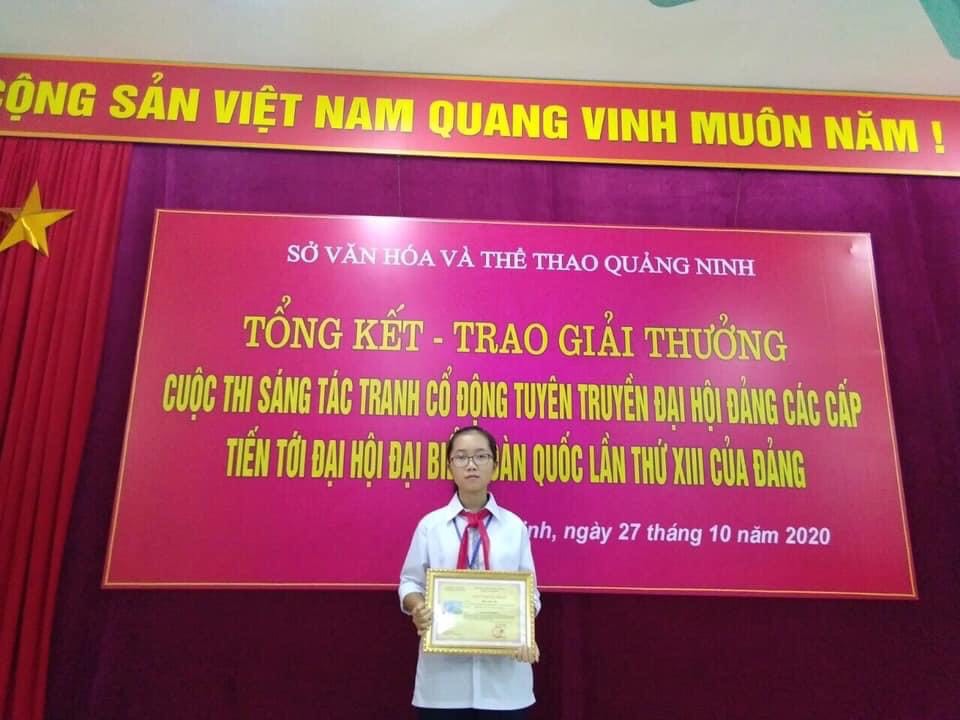 CỘNG SẢN VIỆT NAM QUANG VINH MUÔN NĂM !
SỞ VĂN HÓA VÀ THỂ THAO QUẢNG NINH
TỔNG KẾT - TRAO GIẢI THƯỞNG
CUỘC THI SÁNG TÁC TRANH CỔ ĐỘNG TUYÊN TRUYỀN ĐẠI HỘI ĐẢNG CÁC CẤP
TIẾN TỚI ĐẠI HỘI ĐẠI QUỐC LẦN THỨ XIII CỦA ĐẢNG
ngày 27 tháng 10 năm 2020